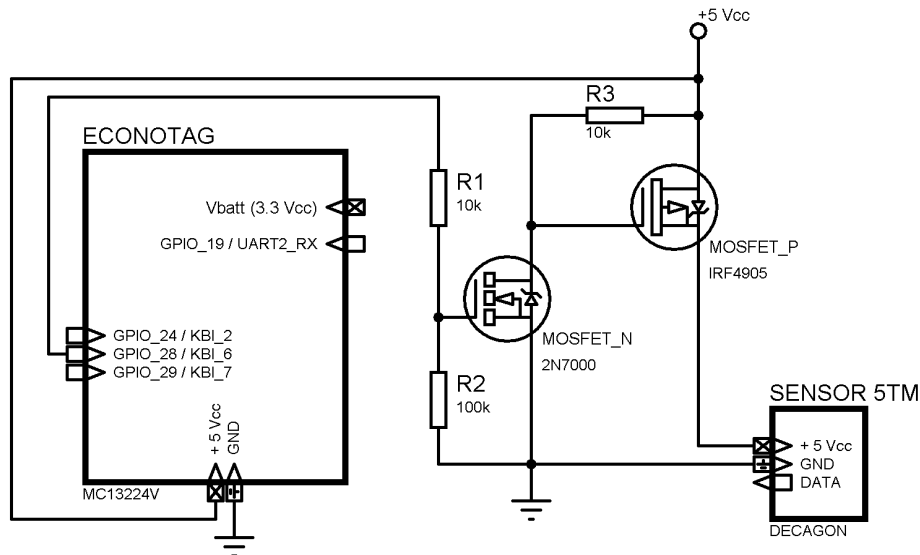 +5 Vcc
R3
10k
ECONOTAG
R1
10k
Vbatt (3.3 Vcc)
GPIO_19 / UART2_RX
MOSFET_P
IRF4905
MOSFET_N
2N7000
GPIO_24 / KBI_2
GPIO_28 / KBI_6
GPIO_29 / KBI_7
R2
100k
+ 5 Vcc
GND
MC13224V
SENSOR 5TM
+ 5 Vcc
GND
DATA
DECAGON